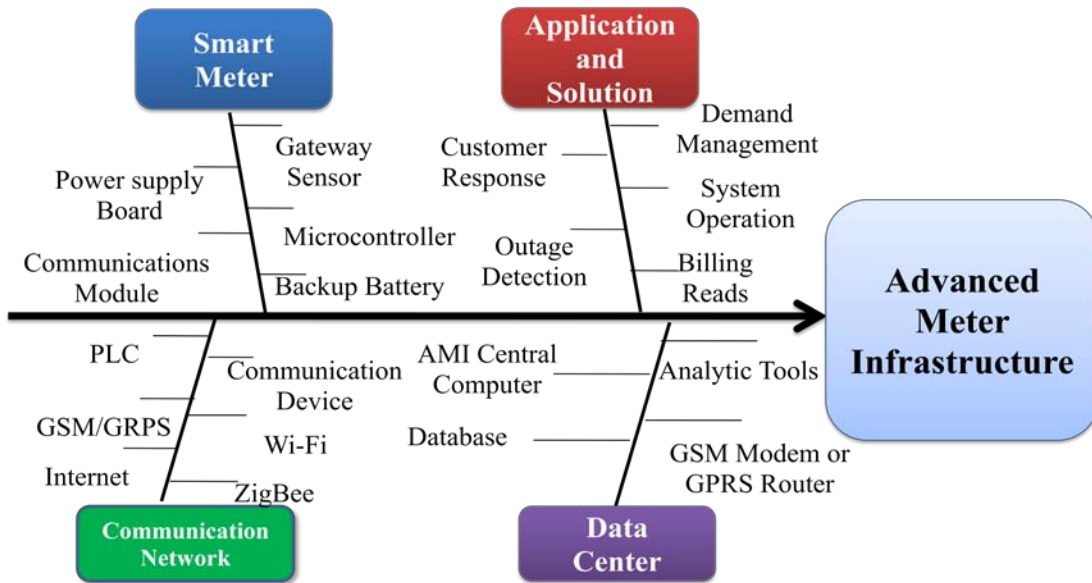 Smart
Meter
Application
and
Solution
Gateway
Sensor
Power supply
Board
Microcontroller
Communications
Module
Backup Battery
Demand
Management
Customer
Response
System
Operation
Outage
Detection
Billing
Reads
Advanced
Meter
Infrastructure
PLC
Communication
Device
GSM/GRPS
Wi-Fi
Internet
ZigBee
Communication
Network
AMI Central
Computer
Analytic Tools
Database
GSM Modem or
GPRS Router
Data
Center